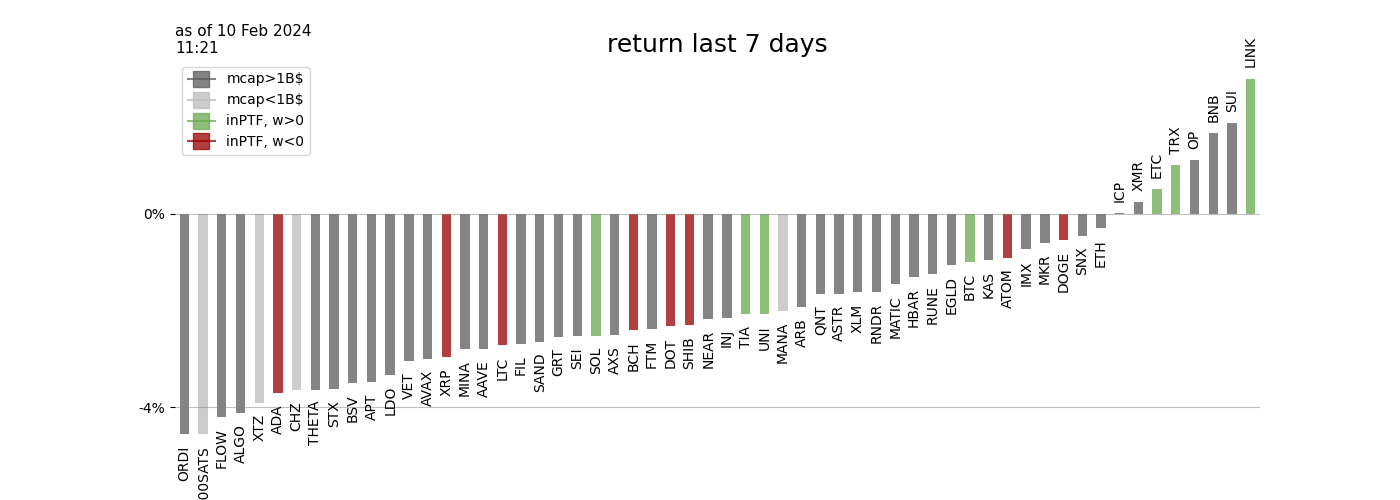 as of 10 Feb 2024
11:21
return last 7 days
mcap>1B$
mcap<1B$
inPTF, w>0
inPTF, w<0
0%
-4%
ORDI
00SATS
FLOW
ALGO
XTZ
ADA
CHZ
THETA
STX
BSV
APT
LDO
VET
AVAX
XRP
MINA
AAVE
LTC
FIL
SAND
GRT
SEI
SOL
AXS
BCH
FTM
DOT
SHIB
NEAR
INJ
TIA
UNI
MANA
ARB
QNT
ASTR
XLM
RNDR
MATIC
HBAR
RUNE
EGLD
BTC
KAS
ATOM
IMX
MKR
DOGE
SNX
ETH
ICP
XMR
ETC
TRX
OP
BNB
SUI
LINK